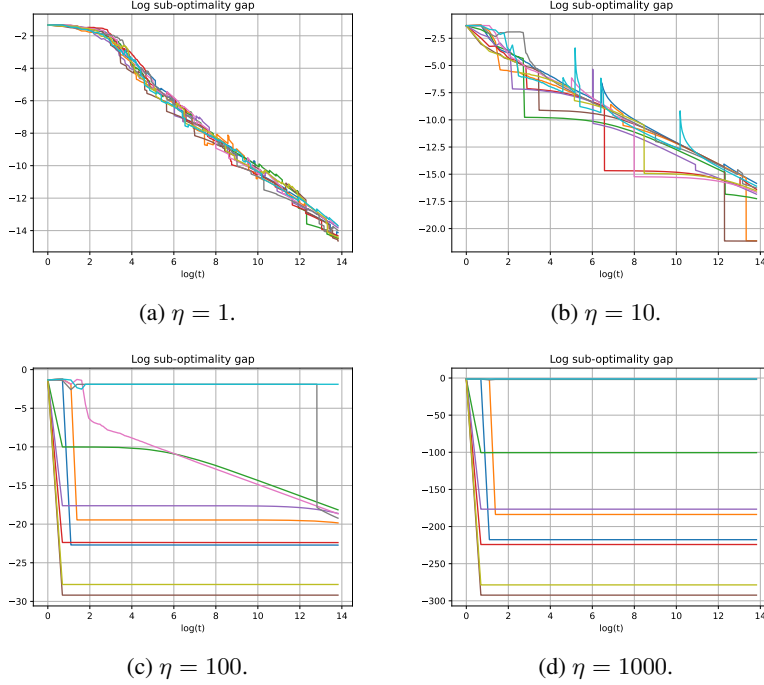 Log sub-optimality gap
−2
−4
−6
−8
−10
−12
−14
0 2 4 6 8 10 12 14
log(t)
(a) η = 1.
Log sub-optimality gap
−2.5
−5.0
−7.5
−10.0
−12.5
−15.0
−17.5
−20.0
0 2 4 6 8 10 12 14
log(t)
(b) η = 10.
Log sub-optimality gap
0
−5
−10
−15
−20
−25
−30
0 2 4 6 8 10 12 14
log(t)
(c) η = 100.
Log sub-optimality gap
0
−50
−100
−150
−200
−250
−300
0 2 4 6 8 10 12 14
log(t)
(d) η = 1000.